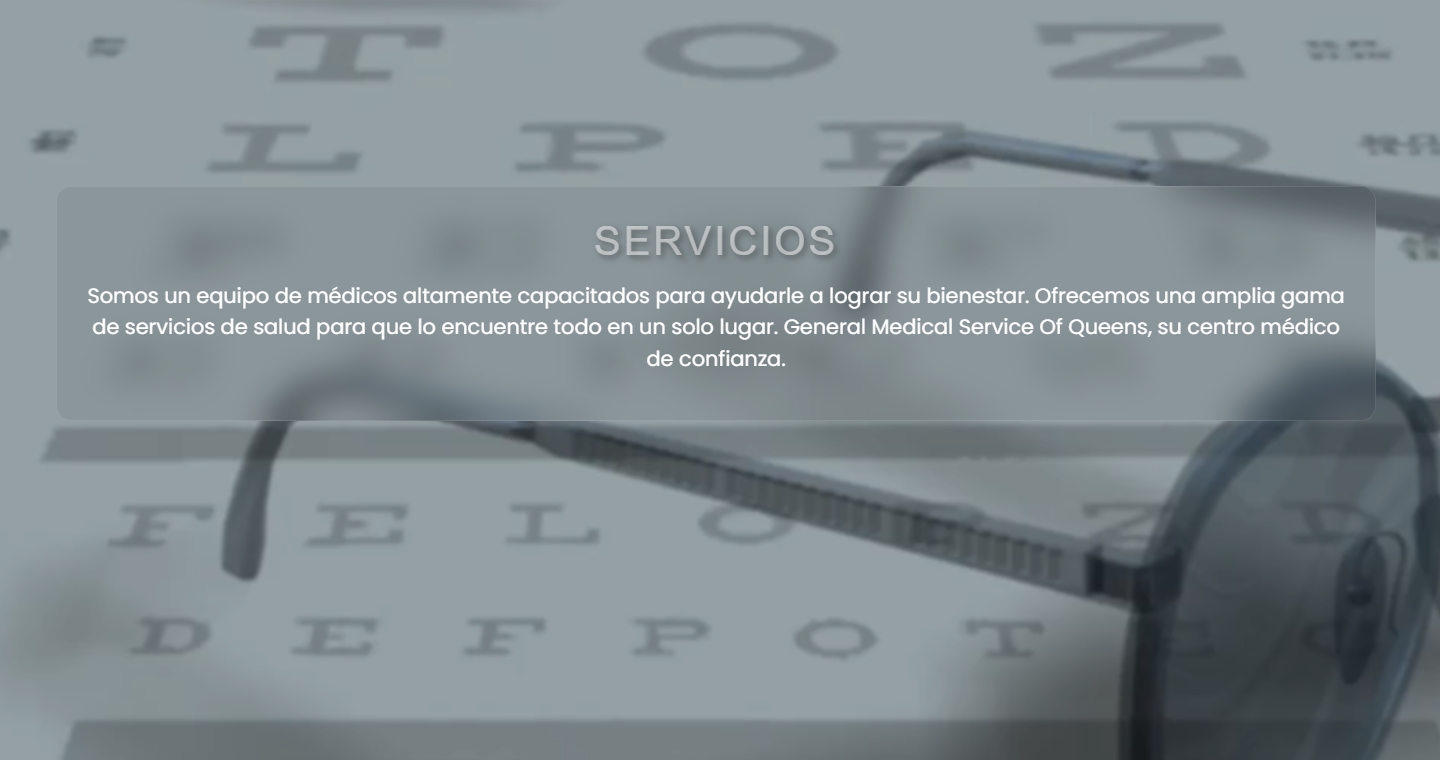 T O Z
L P E D
SERVICIOS
Somos un equipo de médicos altamente capacitados para ayudarle a lograr su bienestar. Ofrecemos una amplia gama
de servicios de salud para que lo encuentre todo en un solo lugar. General Medical Service Of Queens, su centro médico
de confianza.
F E L O P Z D
D E F P O T E C